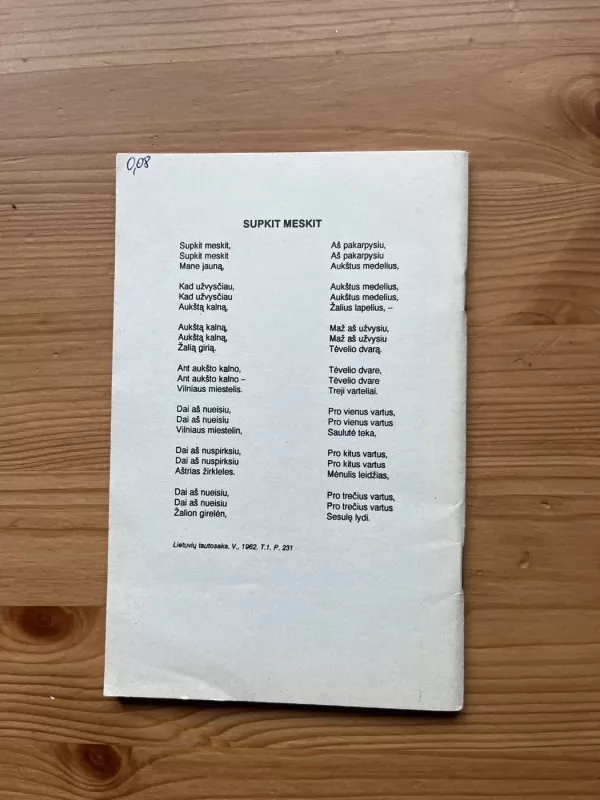 0,08
SUPKIT MESKIT
Supkit meskit,
Supkit meskit
Mane jauną,
Kad užvysčiau,
Kad užvysčiau
Aukštą kalną,
Aukštą kalną,
Aukštą kalną,
Žalią girią.
Ant aukšto kalno,
Ant aukšto kalno –
Vilniaus miestelis.
Dai aš nueisiu,
Dai aš nueisiu
Vilniaus miestelin,
Dai aš nuspirksiu,
Dai aš nuspirksiu
Aštrias žirkleles.
Dai aš nueisiu,
Dai aš nueisiu
Žalion girelėn,
Aš pakarpysiu,
Aš pakarpysiu
Aukštus medelius,
Aukštus medelius,
Aukštus medelius,
Žalius lapelius, –
Maž aš užvysiu,
Maž aš užvysiu
Tėvelio dvarą.
Tėvelio dvare,
Tėvelio dvare
Treji varteliai.
Pro vienus vartus,
Pro vienus vartus
Saulutė teka,
Pro kitus vartus,
Pro kitus vartus
Mėnulis leidžias,
Pro trečius vartus,
Pro trečius vartus
Sesulę lydi.
Lietuvių tautosaka. V., 1962. T.1. P. 231